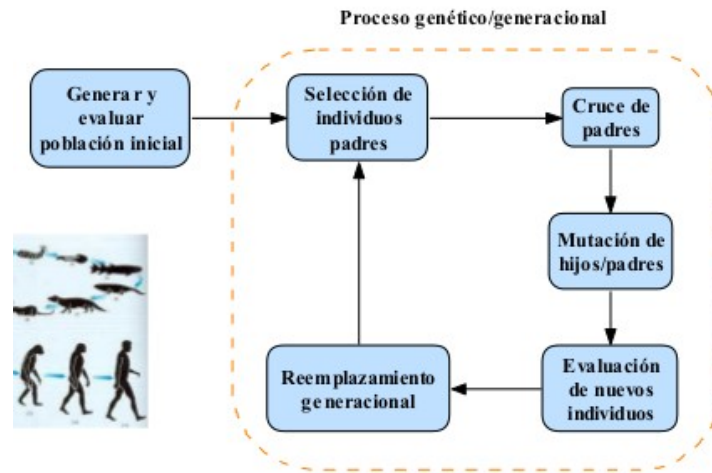 Proceso genético/generacional
Generar y
evaluar
población inicial
Selección de
individuos
padres
Cruce de
padres
Mutación de
hijos/padres
Evaluación
de nuevos
individuos
Reemplazamiento
generacional